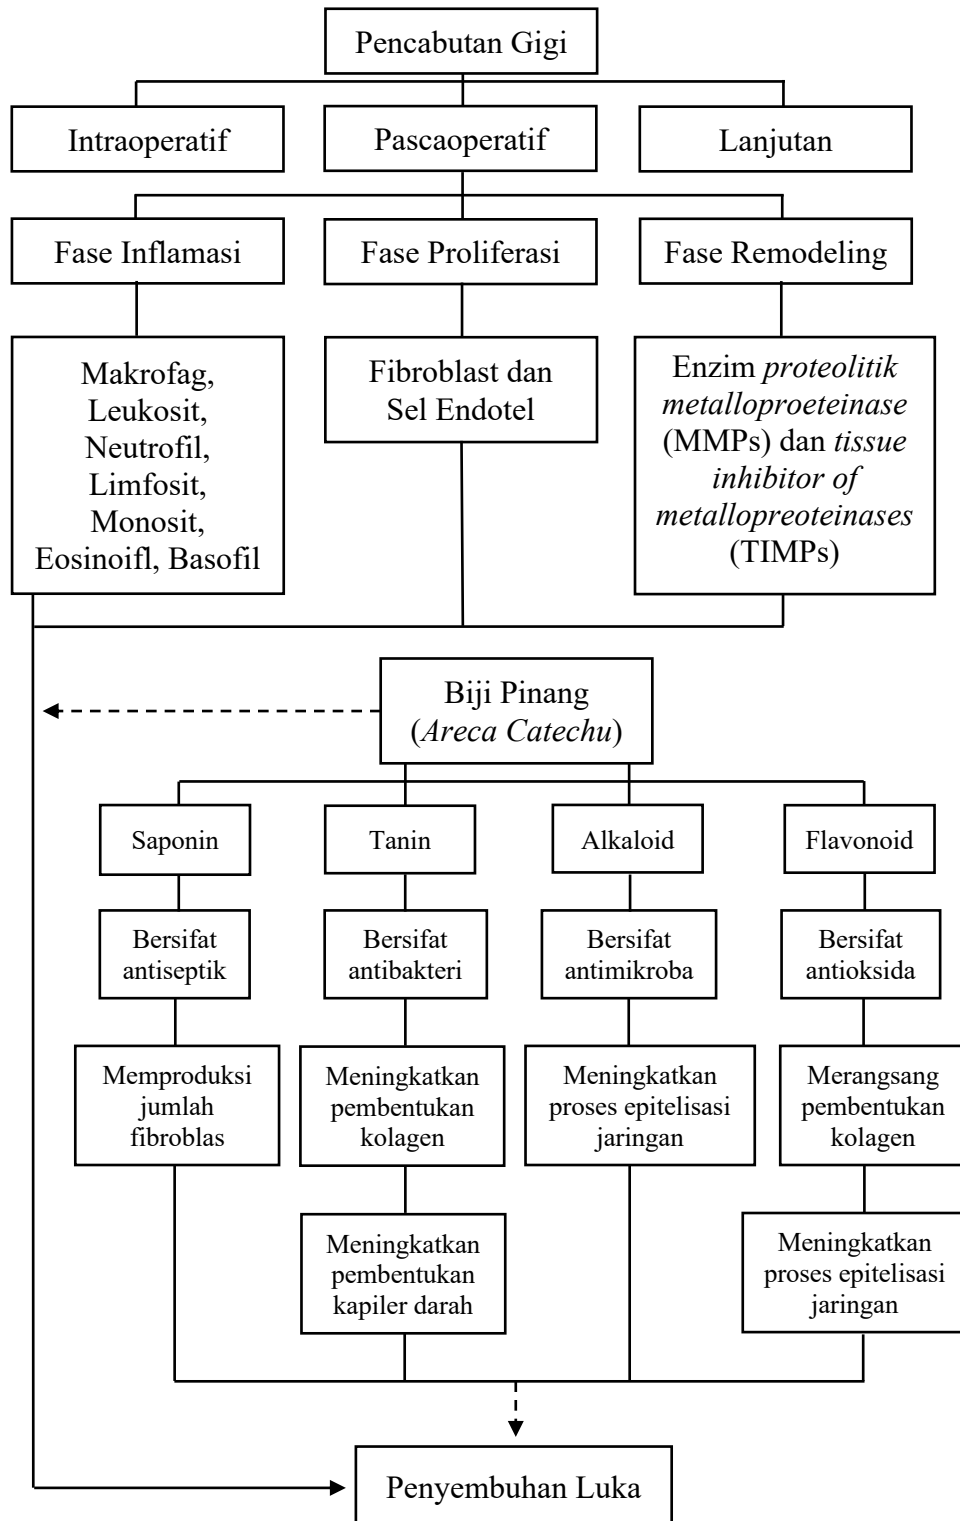 Pencabutan Gigi
Intraoperatif
Pascaoperatif
Lanjutan
Fase Inflamasi
Fase Proliferasi
Fase Remodeling
Makrofag,
Leukosit,
Neutrofil,
Limfosit,
Monosit,
Eosinoifl, Basofil
Fibroblast dan
Sel Endotel
Enzim proteolitik
metalloproeteinase
(MMPs) dan tissue
inhibitor of
metallopreoteinases
(TIMPs)
Biji Pinang
(Areca Catechu)
Saponin
Tanin
Alkaloid
Flavonoid
Bersifat
antiseptik
Bersifat
antibakteri
Bersifat
antimikroba
Bersifat
antioksida
Memproduksi
jumlah
fibroblas
Meningkatkan
pembentukan
kolagen
Meningkatkan
proses epitelisasi
jaringan
Merangsang
pembentukan
kolagen
Meningkatkan
pembentukan
kapiler darah
Meningkatkan
proses epitelisasi
jaringan
Penyembuhan Luka